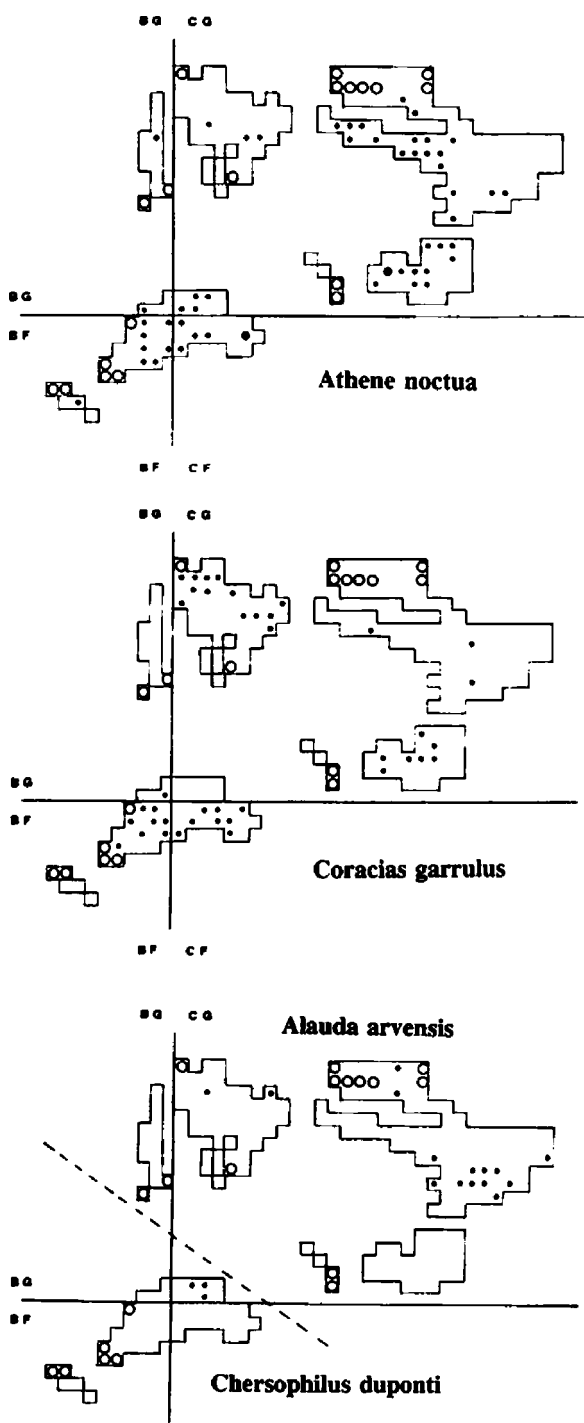 BG CG
BG
BF
Athene noctua
BF CF
BG CG
BG
BF
Coracias garrulus
BF CF
BG CG
Alauda arvensis
BG
BF
Chersophilus duponti